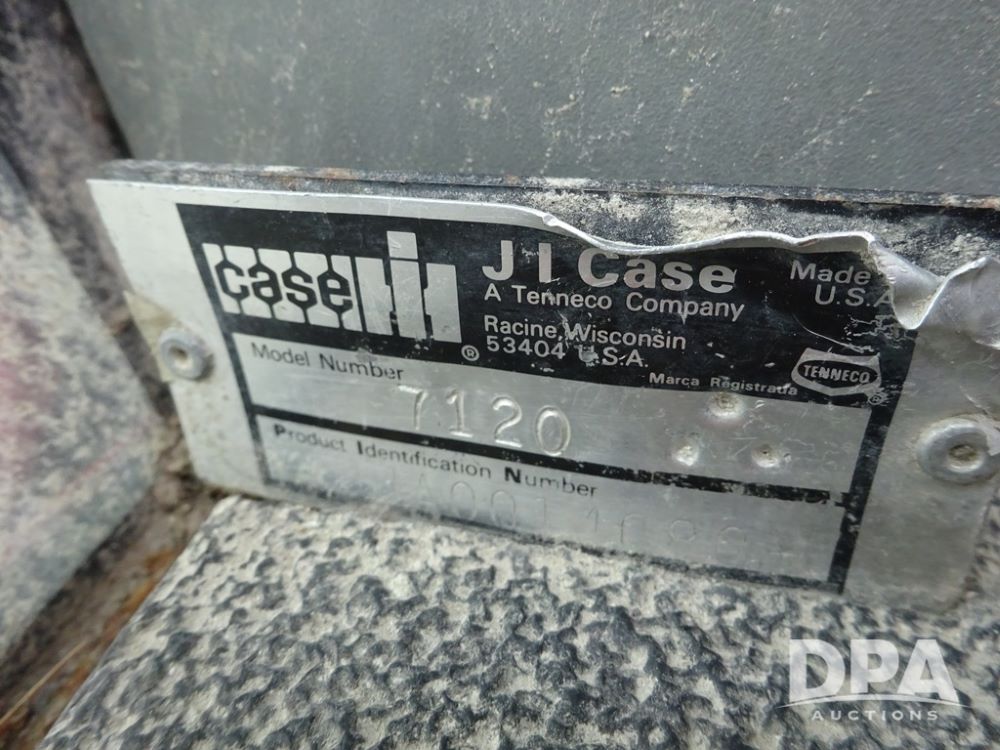 case IH
®
J I Case
A Tenneco Company
Racine, Wisconsin
53404 U.S.A.
Made
U.S.A
Marca Registrada
TENNECO
®
Model Number
7120
Product Identification Number
DPA
AUCTIONS